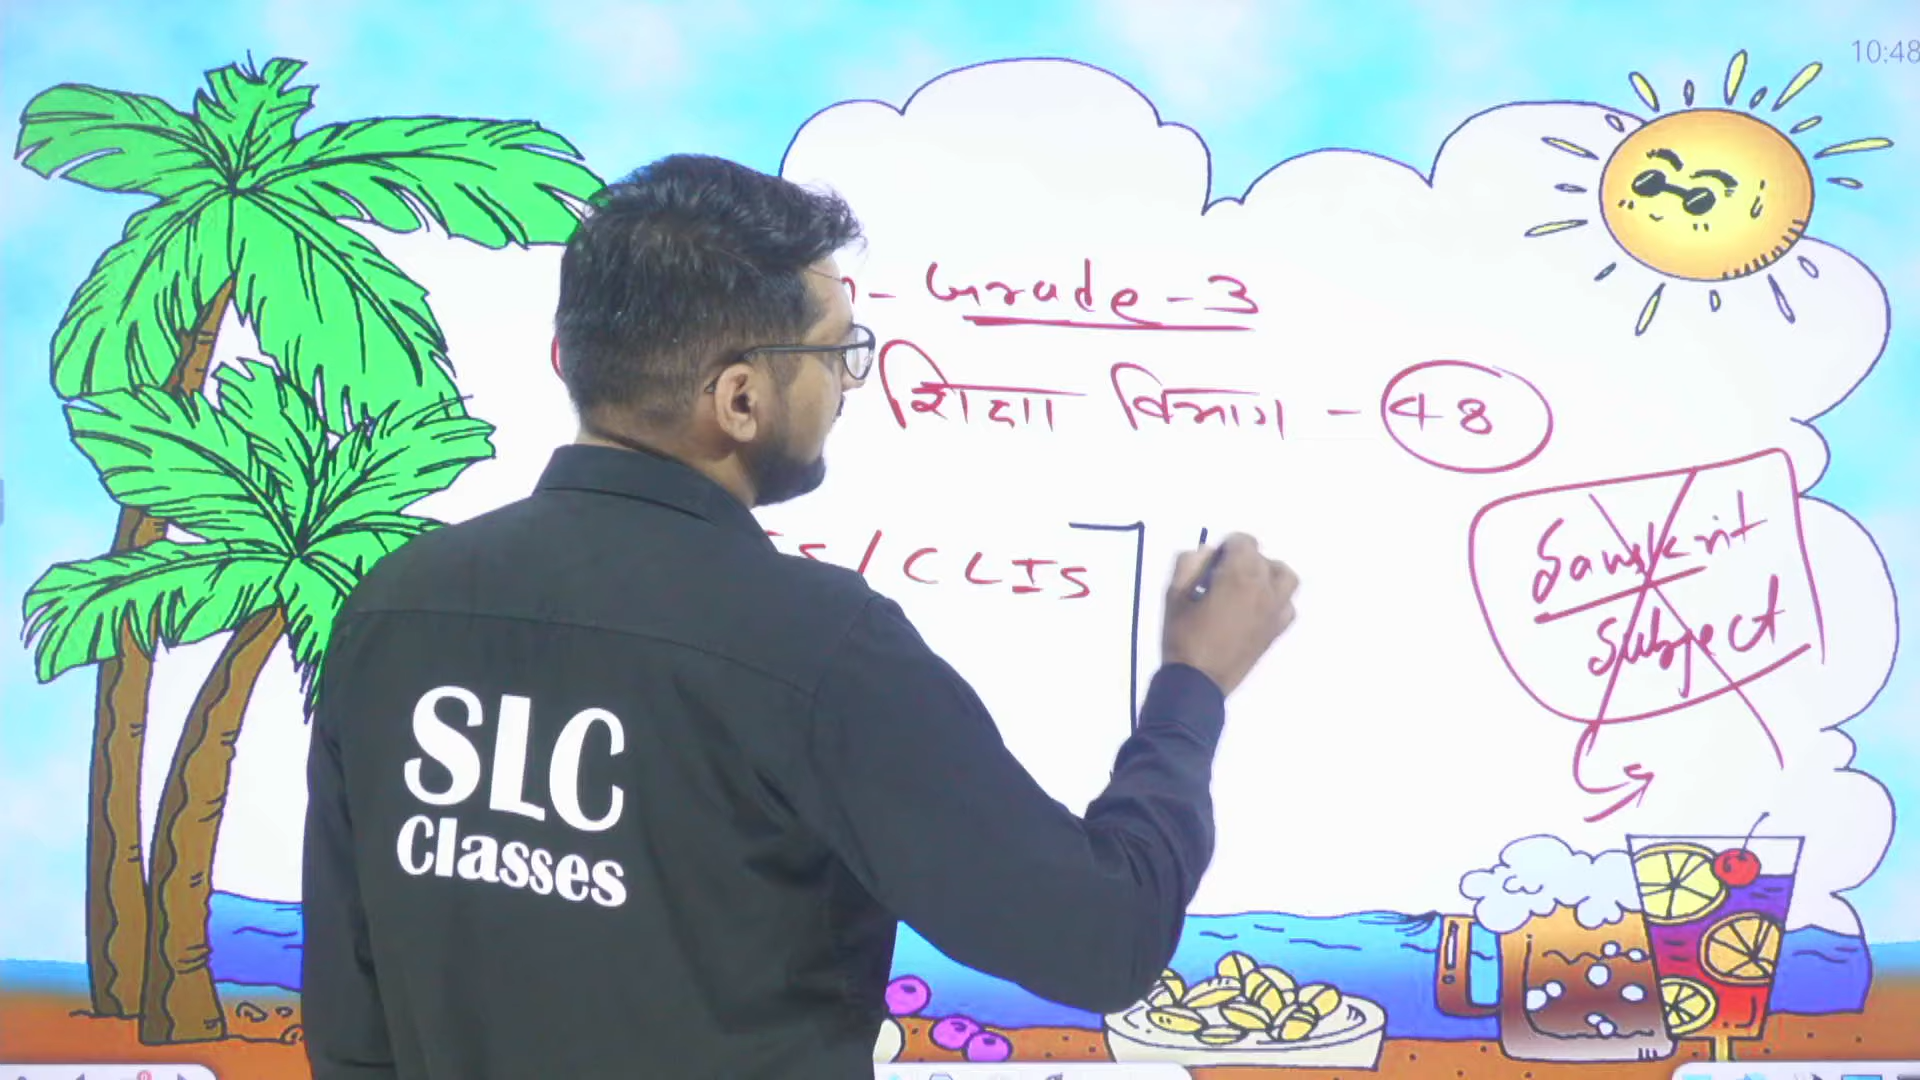 10:48
- Grade - 3
शिक्षा विभाग - 48
/ CLIS
Sanskrit
Subject
SLC
Classes